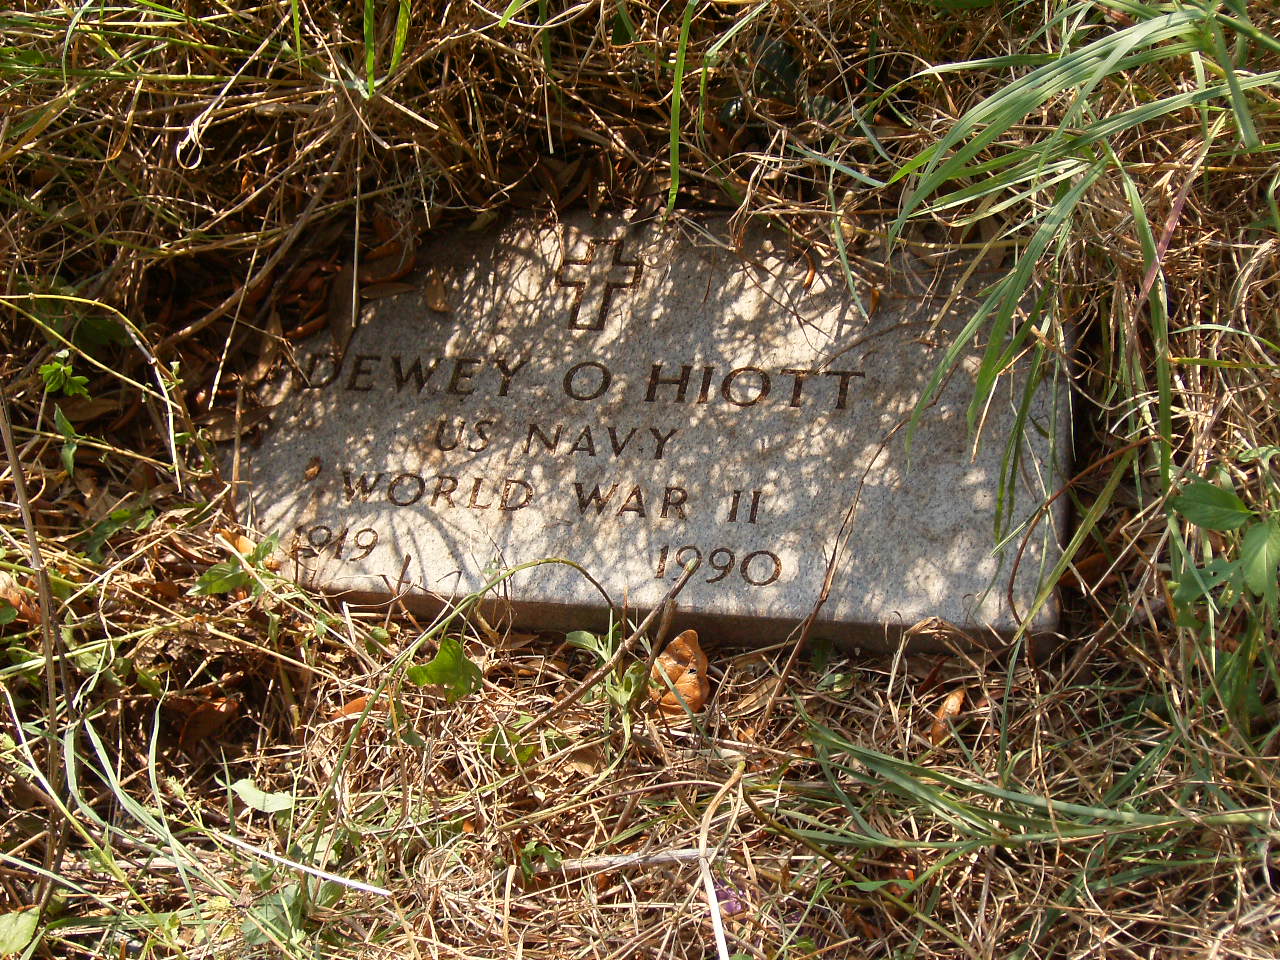 DEWEY O HIOTT
US NAVY
WORLD WAR II
1919 1990